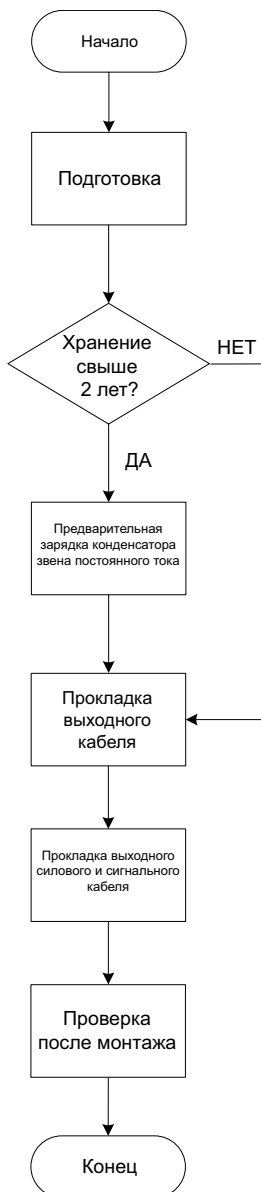 Начало
Подготовка
Хранение
свыше
2 лет?
НЕТ
ДА
Предварительная
зарядка конденсатора
звена постоянного тока
Прокладка
выходного
кабеля
Прокладка выходного
силового и сигнального
кабеля
Проверка
после монтажа
Конец